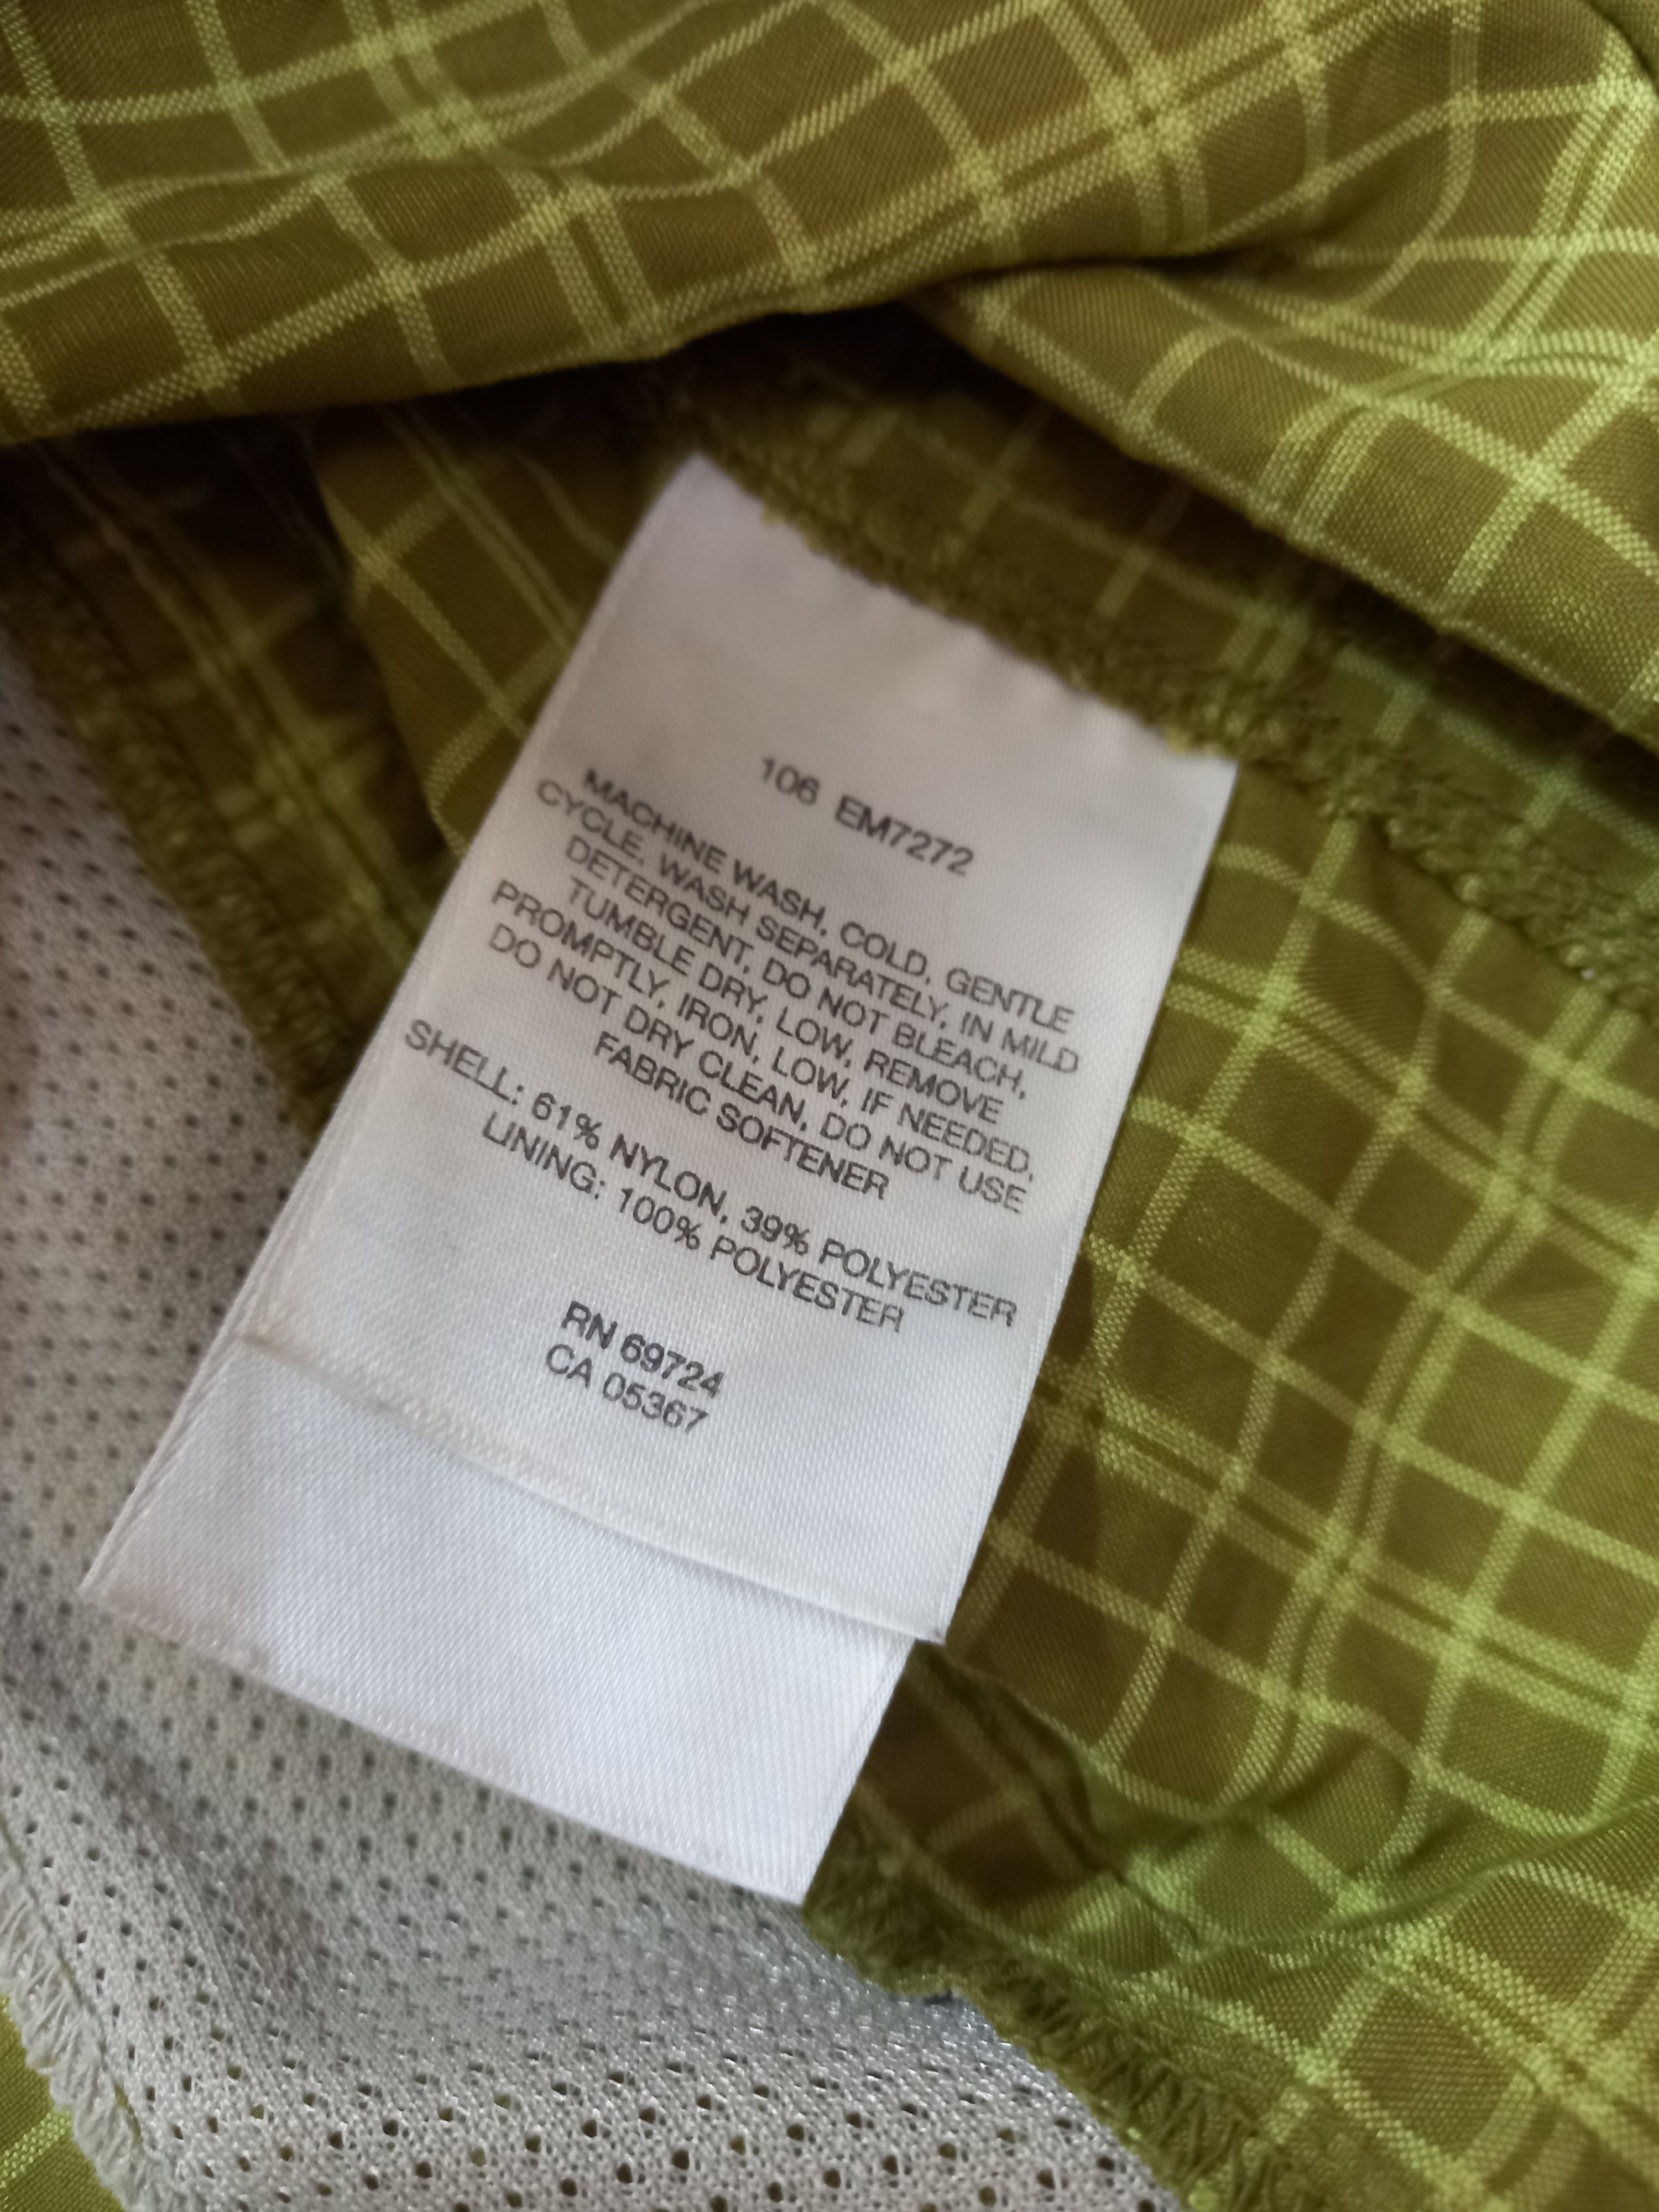 106 EM7272
MACHINE WASH, COLD, GENTLE
CYCLE, WASH SEPARATELY, IN MILD
DETERGENT, DO NOT BLEACH,
TUMBLE DRY, LOW, REMOVE
PROMPTLY, IRON, LOW, IF NEEDED,
DO NOT DRY CLEAN, DO NOT USE
FABRIC SOFTENER
SHELL: 61% NYLON, 39% POLYESTER
LINING: 100% POLYESTER
RN 69724
CA 05367